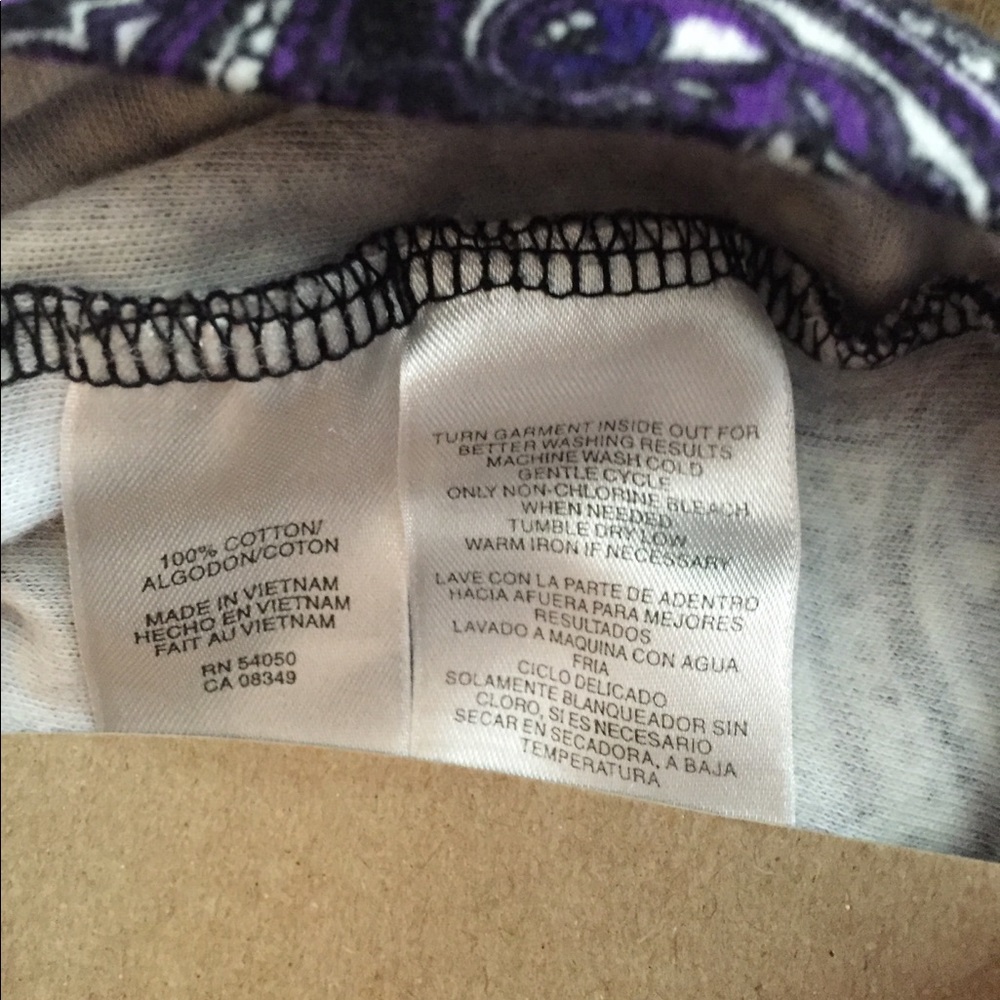 100% COTTON/
ALGODON/COTON
MADE IN VIETNAM
HECHO EN VIETNAM
FAIT AU VIETNAM
RN 54050
CA 08349
TURN GARMENT INSIDE OUT FOR
BETTER WASHING RESULTS
MACHINE WASH COLD
GENTLE CYCLE
ONLY NON-CHLORINE BLEACH
WHEN NEEDED
TUMBLE DRY LOW
WARM IRON IF NECESSARY
LAVE CON LA PARTE DE ADENTRO
HACIA AFUERA PARA MEJORES
RESULTADOS
LAVADO A MAQUINA CON AGUA
FRIA
CICLO DELICADO
SOLAMENTE BLANQUEADOR SIN
CLORO, SI ES NECESARIO
SECAR EN SECADORA, A BAJA
TEMPERATURA